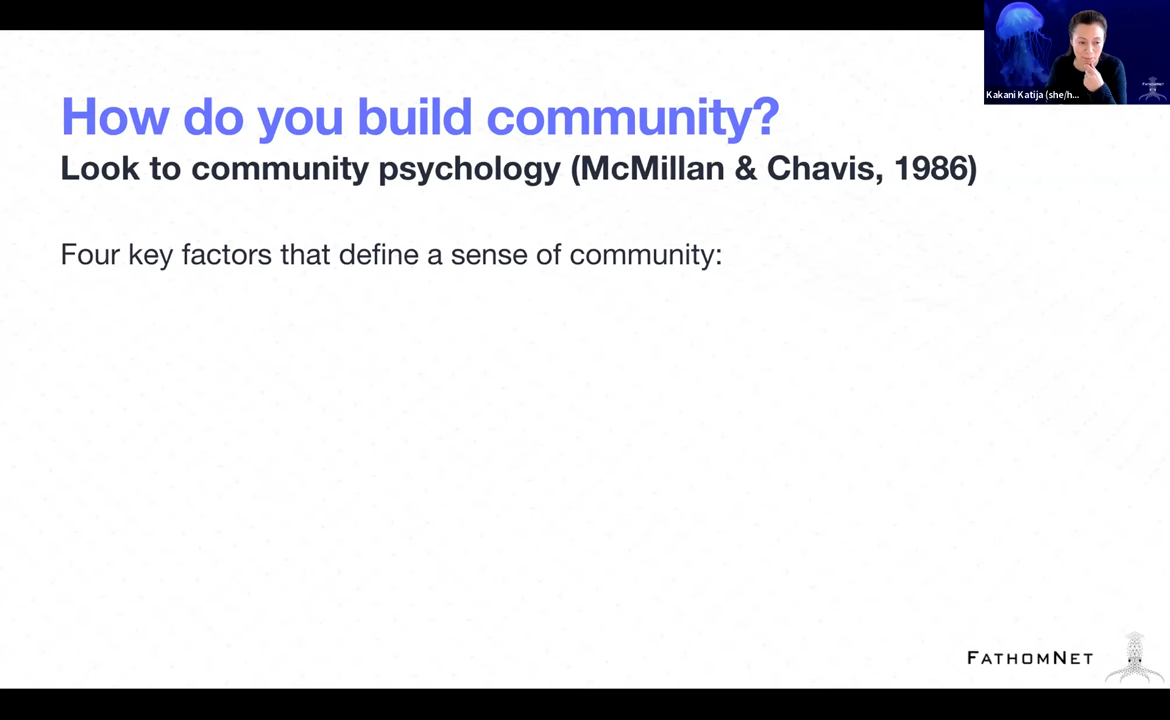 How do you build community?
Look to community psychology (McMillan & Chavis, 1986)
Four key factors that define a sense of community:
Kakani Katija (she/h...
FATHOMNET